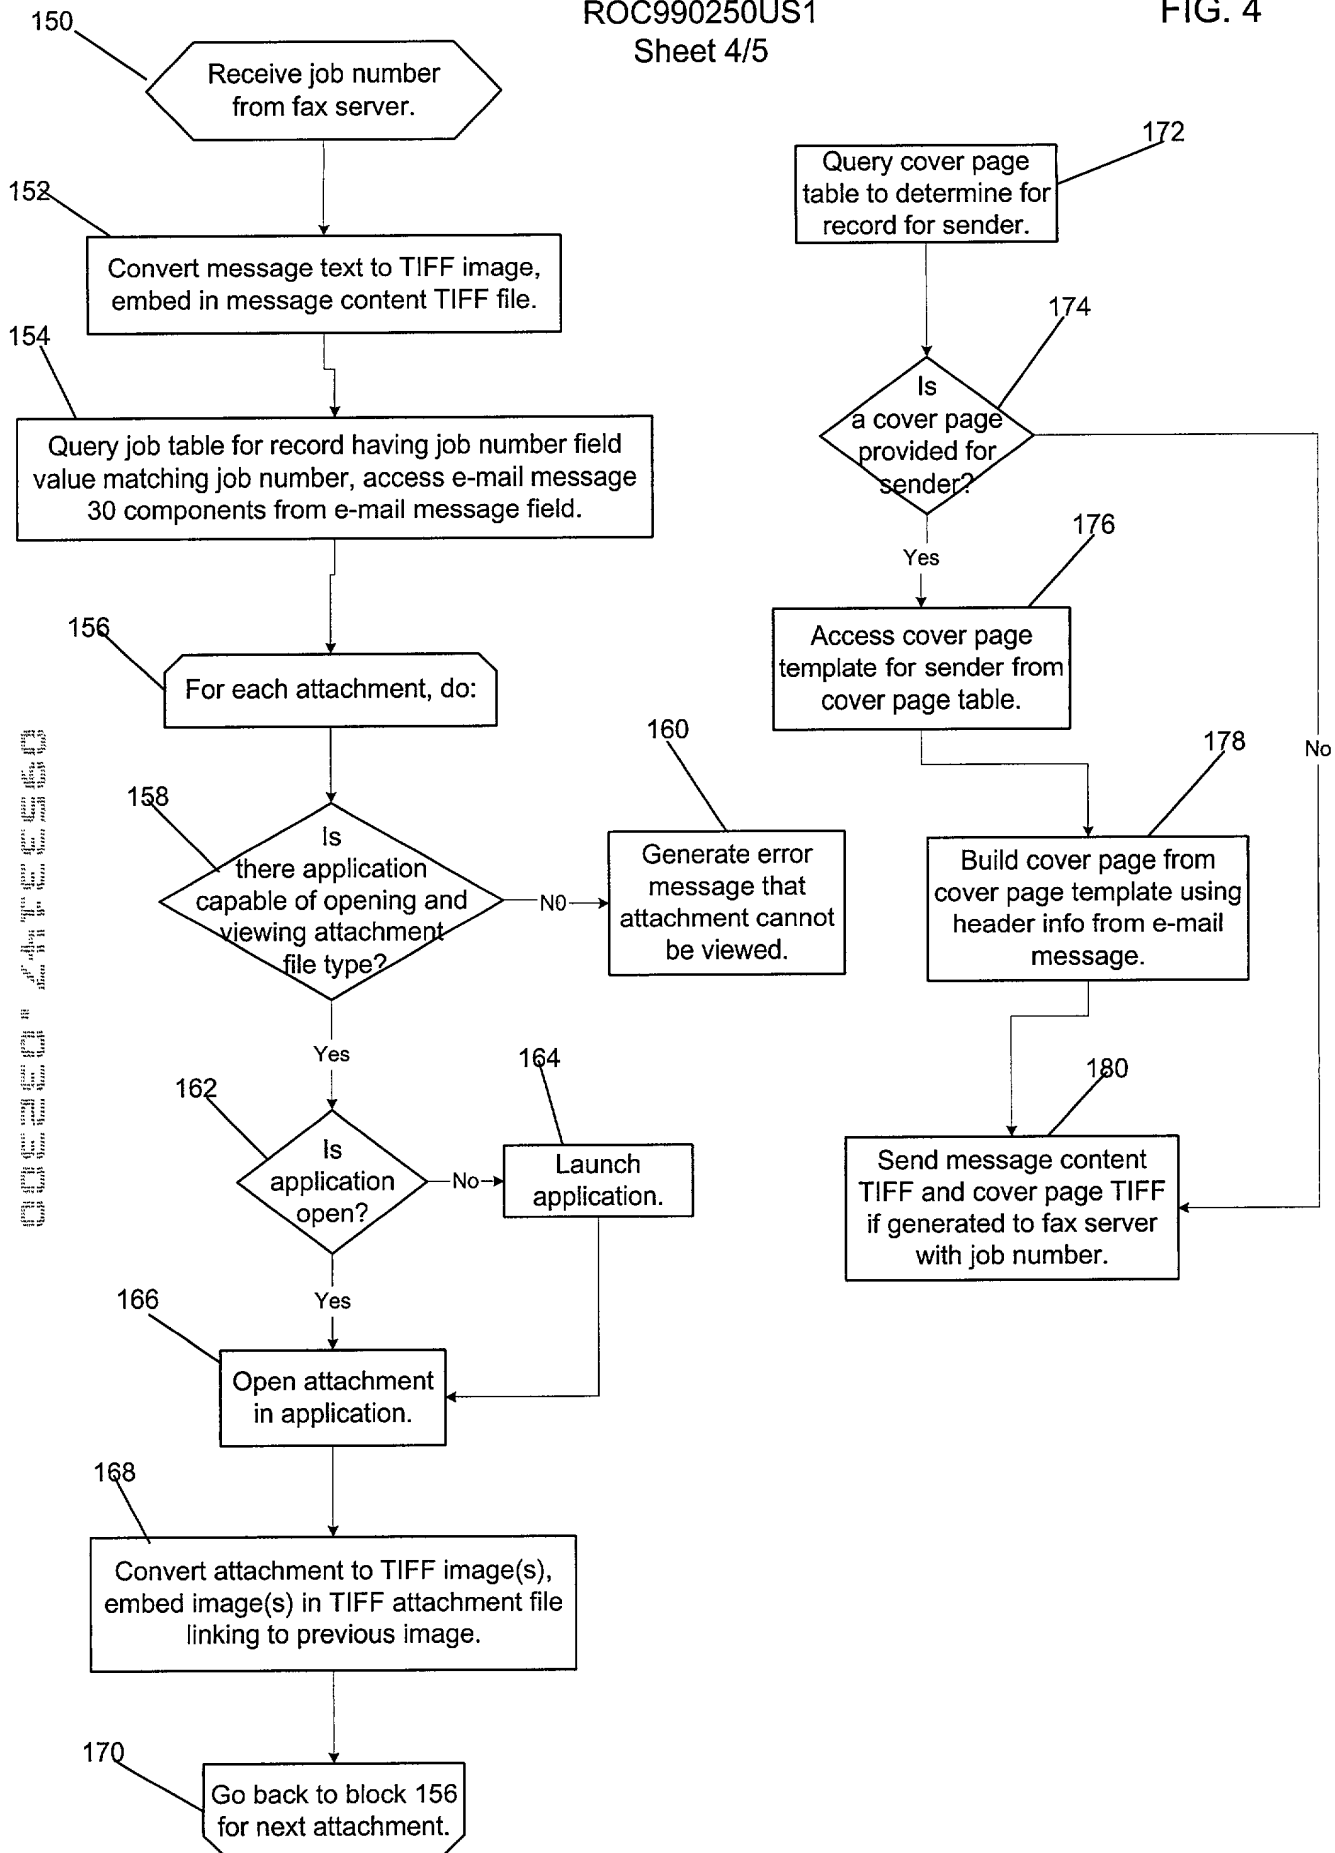 ROC990250US1
Sheet 4/5
FIG. 4
150
Receive job number
from fax server.
152
Convert message text to TIFF image,
embed in message content TIFF file.
154
Query job table for record having job number field
value matching job number, access e-mail message
30 components from e-mail message field.
156
For each attachment, do:
158
Is
there application
capable of opening and
viewing attachment
file type?
N0
160
Generate error
message that
attachment cannot
be viewed.
Yes
162
Is
application
open?
No
164
Launch
application.
Yes
166
Open attachment
in application.
168
Convert attachment to TIFF image(s),
embed image(s) in TIFF attachment file
linking to previous image.
170
Go back to block 156
for next attachment.
172
Query cover page
table to determine for
record for sender.
174
Is
a cover page
provided for
sender?
Yes
No
176
Access cover page
template for sender from
cover page table.
178
Build cover page from
cover page template using
header info from e-mail
message.
180
Send message content
TIFF and cover page TIFF
if generated to fax server
with job number.